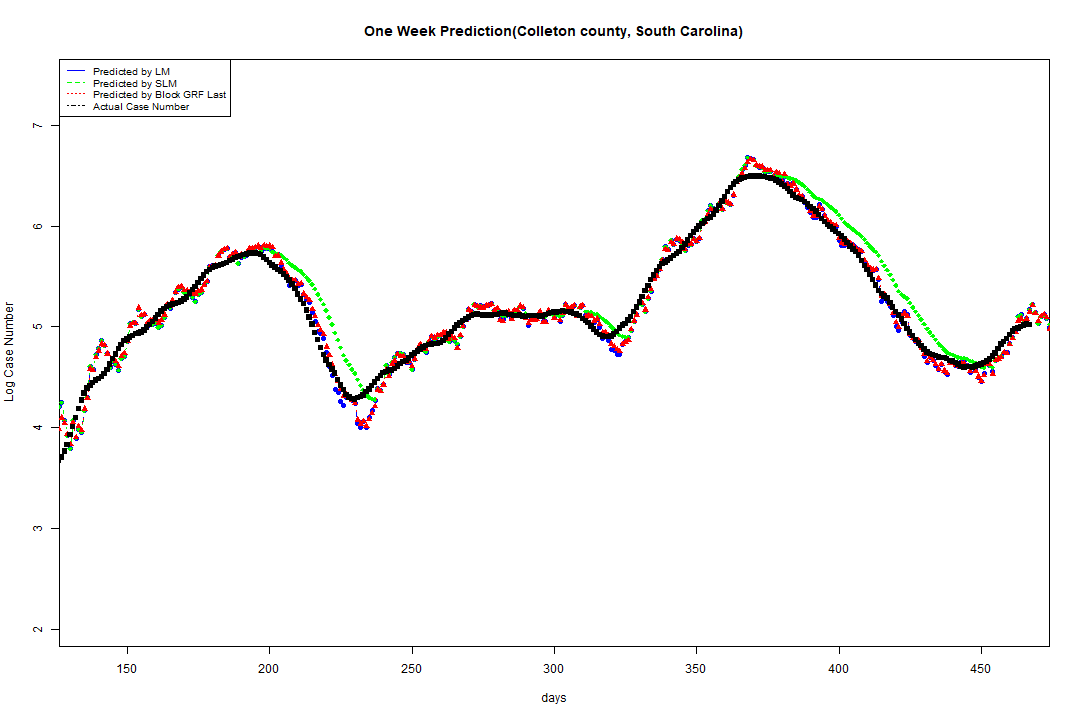 One Week Prediction(Colleton county, South Carolina)
Predicted by LM
Predicted by SLM
Predicted by Block GRF Last
Actual Case Number
7
6
5
4
3
2
Log Case Number
150 200 250 300 350 400 450
days